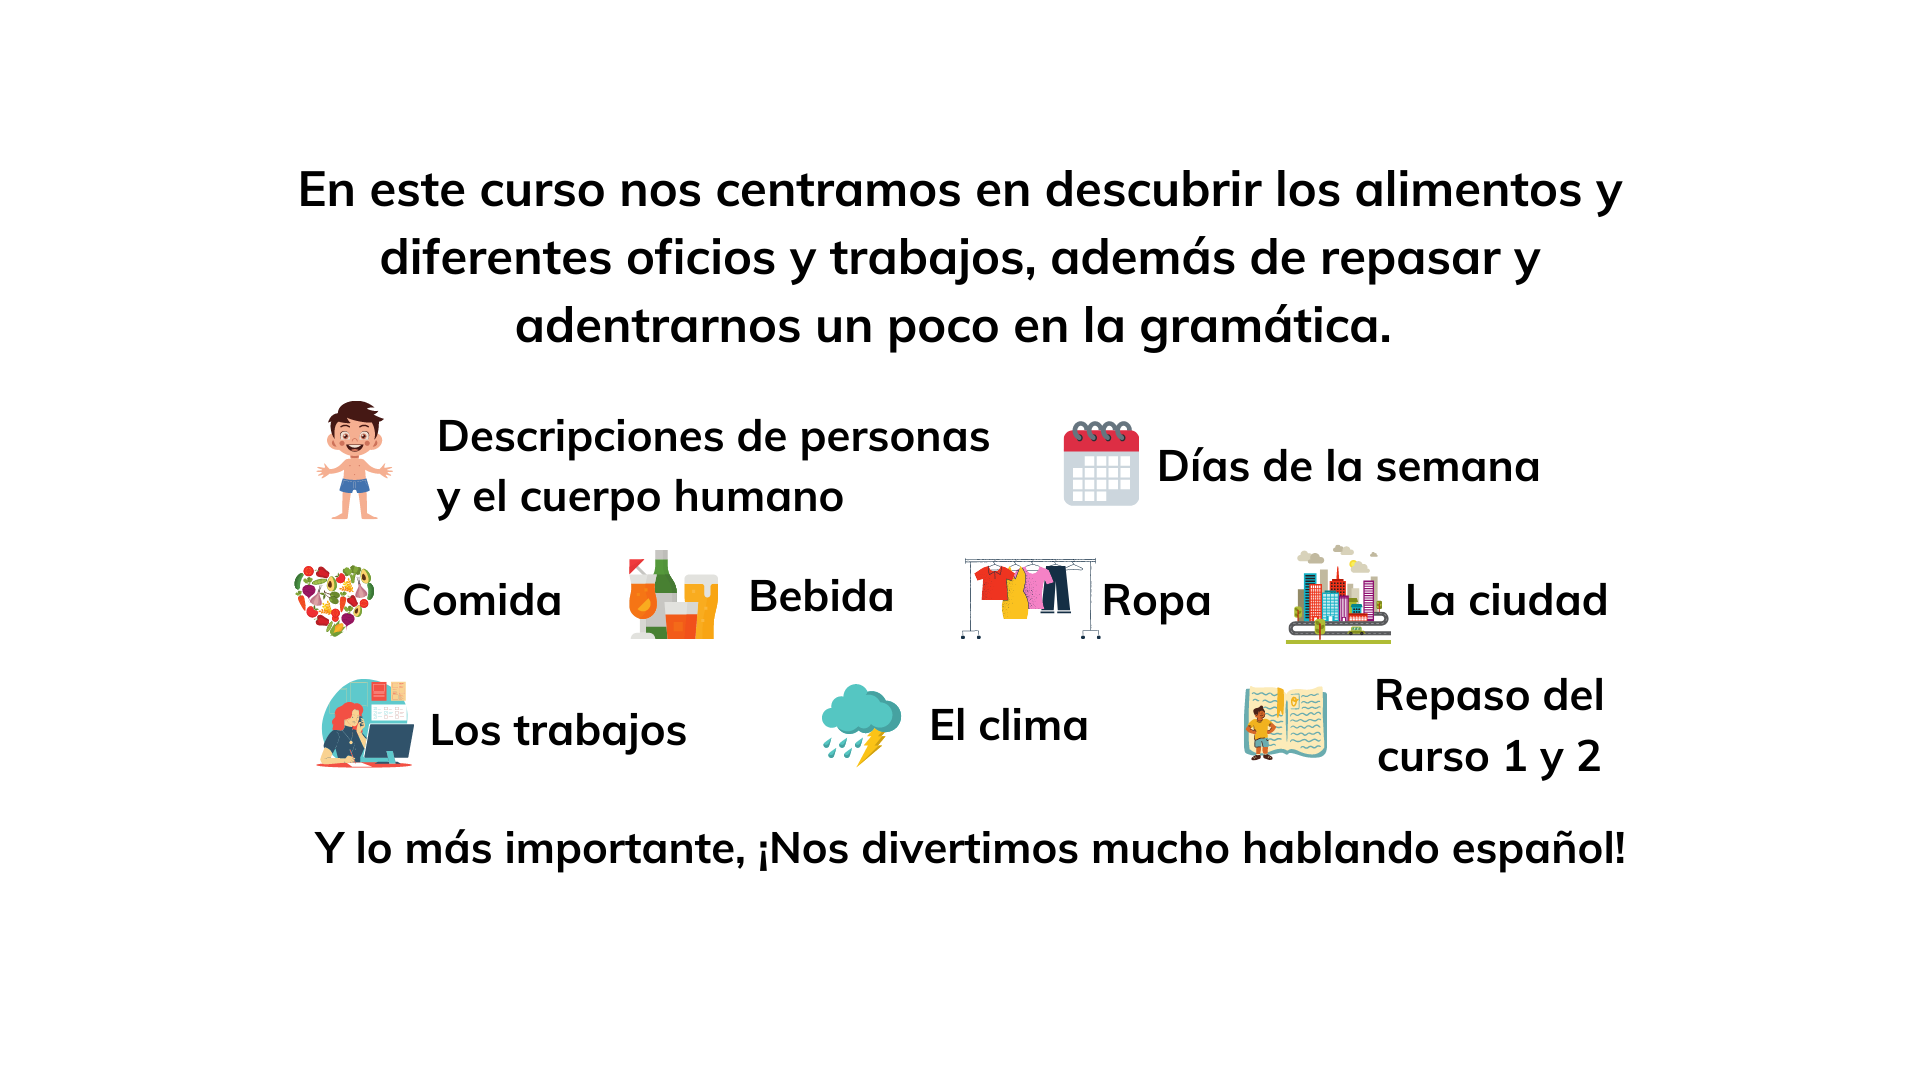 En este curso nos centramos en descubrir los alimentos y
diferentes oficios y trabajos, además de repasar y
adentrarnos un poco en la gramática.
Descripciones de personas
y el cuerpo humano
Días de la semana
Comida
Bebida
Ropa
La ciudad
Los trabajos
El clima
Repaso del
curso 1 y 2
Y lo más importante, ¡Nos divertimos mucho hablando español!